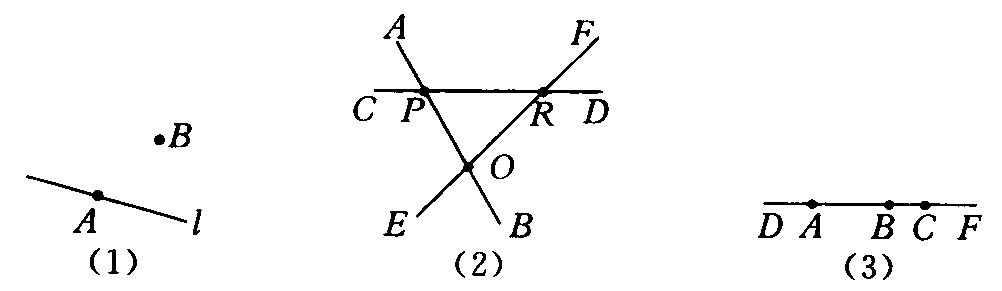 A F
C P R D
B
O
A l
E B
D A B C F
(1) (2) (3)